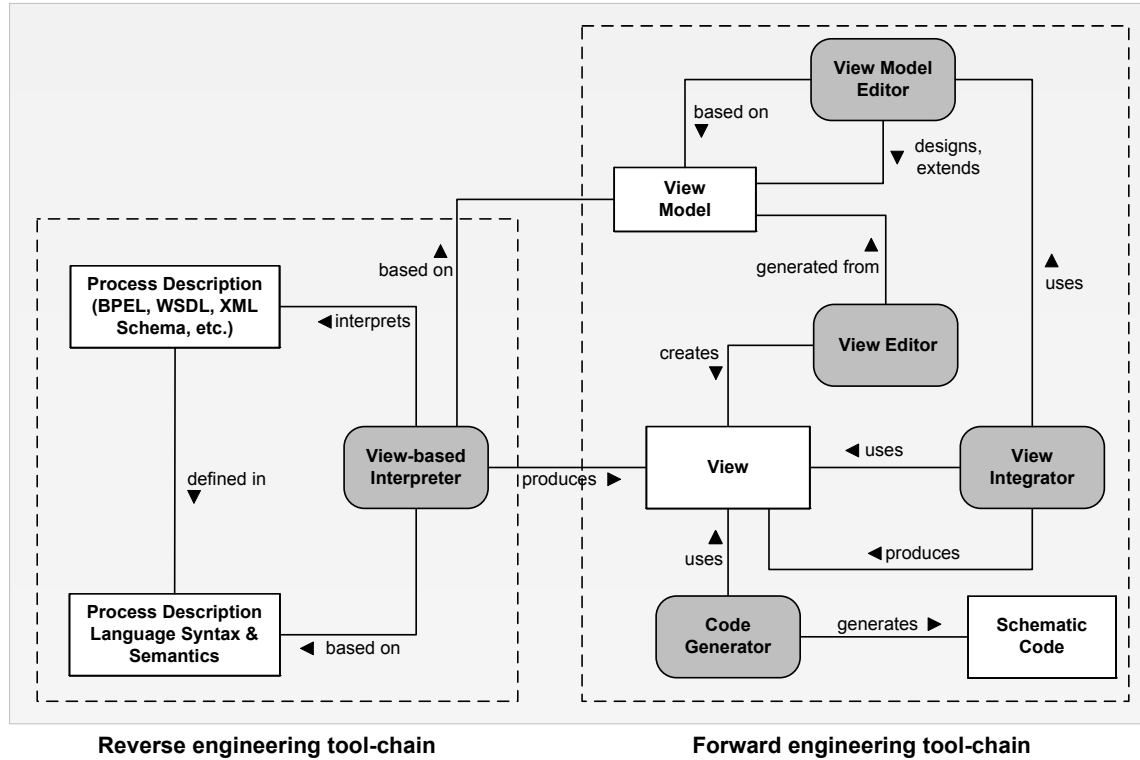 View Model
Editor
based on
designs,
extends
View
Model
based on
generated from
uses
Process Description
(BPEL, WSDL, XML
Schema, etc.)
interprets
View Editor
creates
defined in
View-based
Interpreter
produces
View
uses
View
Integrator
uses
produces
Process Description
Language Syntax &
Semantics
based on
Code
Generator
generates
Schematic
Code
Reverse engineering tool-chain
Forward engineering tool-chain